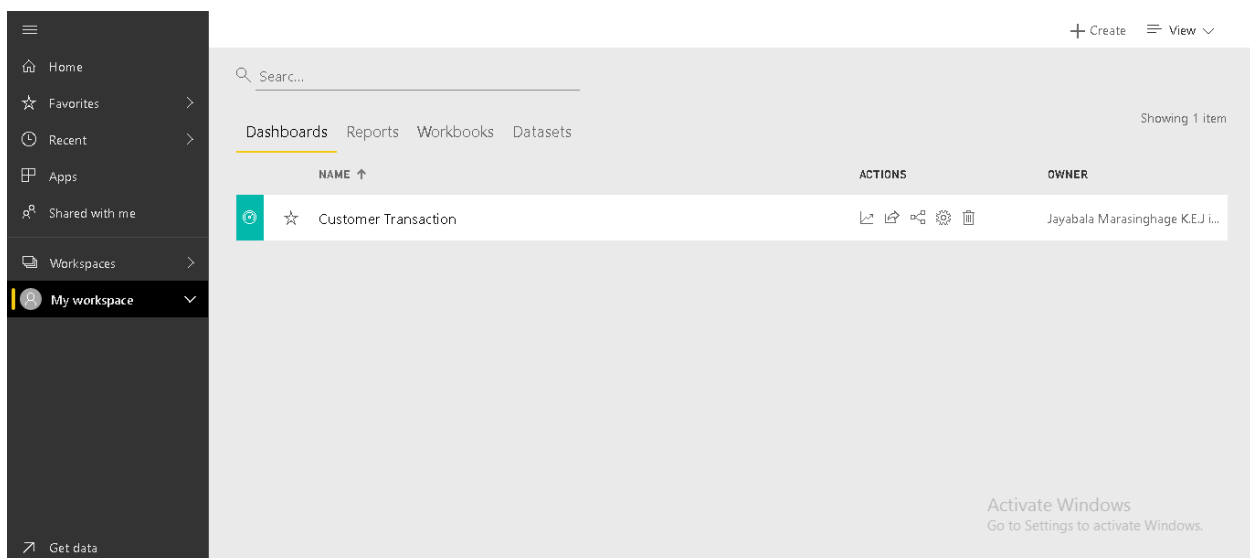 Create View
Home
Searc...
Favorites
Showing 1 item
Dashboards Reports Workbooks Datasets
Recent
NAME ACTIONS OWNER
Apps
Shared with me
Customer Transaction Jayabala Marasinghage K.E.J i...
Workspaces
My workspace
Activate Windows
Go to Settings to activate Windows.
Get data